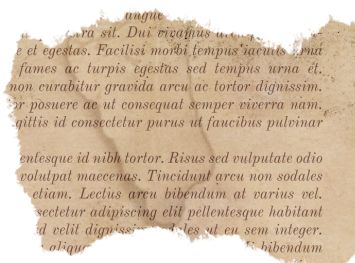 augue
sit. Dui vivamus
e et egestas. Facilisi morbi tempus iaculis urna
fames ac turpis egestas sed tempus urna et.
non curabitur gravida arcu ac tortor dignissim.
or posuere ac ut consequat semper viverra nam.
gittis id consectetur purus ut faucibus pulvinar
entesque id nibh tortor. Risus sed vulputate odio
volutpat maecenas. Tincidunt arcu non sodales
etiam. Lectus arcu bibendum at varius vel.
sectetur adipiscing elit pellentesque habitant
d velit dignissim ut eu sem integer.
bibendum